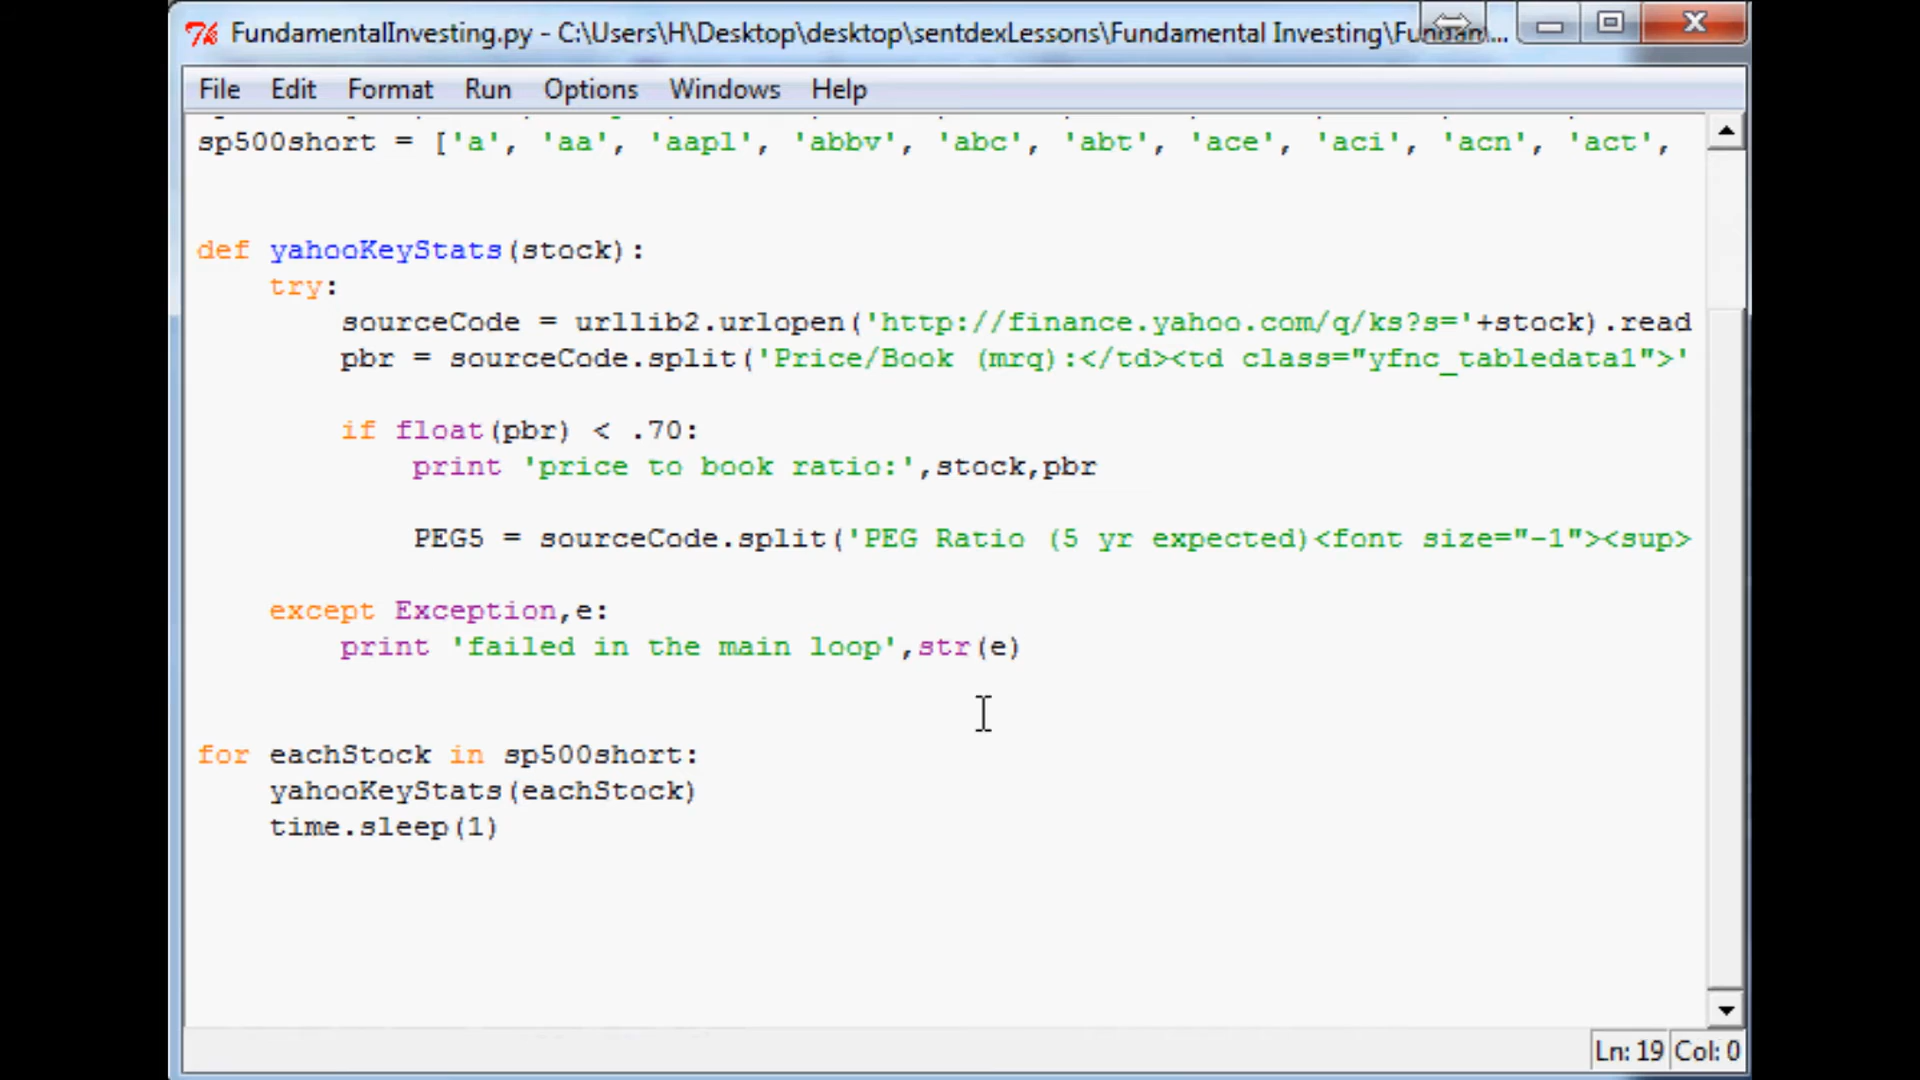 FundamentalInvesting.py - C:\Users\H\Desktop\desktop\sentdexLessons\Fundamental Investing\Fundam...
File Edit Format Run Options Windows Help
sp500short = ['a', 'aa', 'aapl', 'abbv', 'abc', 'abt', 'ace', 'aci', 'acn', 'act',
def yahooKeyStats(stock):
try:
sourceCode = urllib2.urlopen('http://finance.yahoo.com/q/ks?s='+stock).read
pbr = sourceCode.split('Price/Book (mrq):</td><td class="yfnc_tabledata1">'
if float(pbr) < .70:
print 'price to book ratio:',stock,pbr
PEG5 = sourceCode.split('PEG Ratio (5 yr expected)<font size="-1"><sup>
except Exception,e:
print 'failed in the main loop',str(e)
for eachStock in sp500short:
yahooKeyStats(eachStock)
time.sleep(1)
Ln: 19 Col: 0